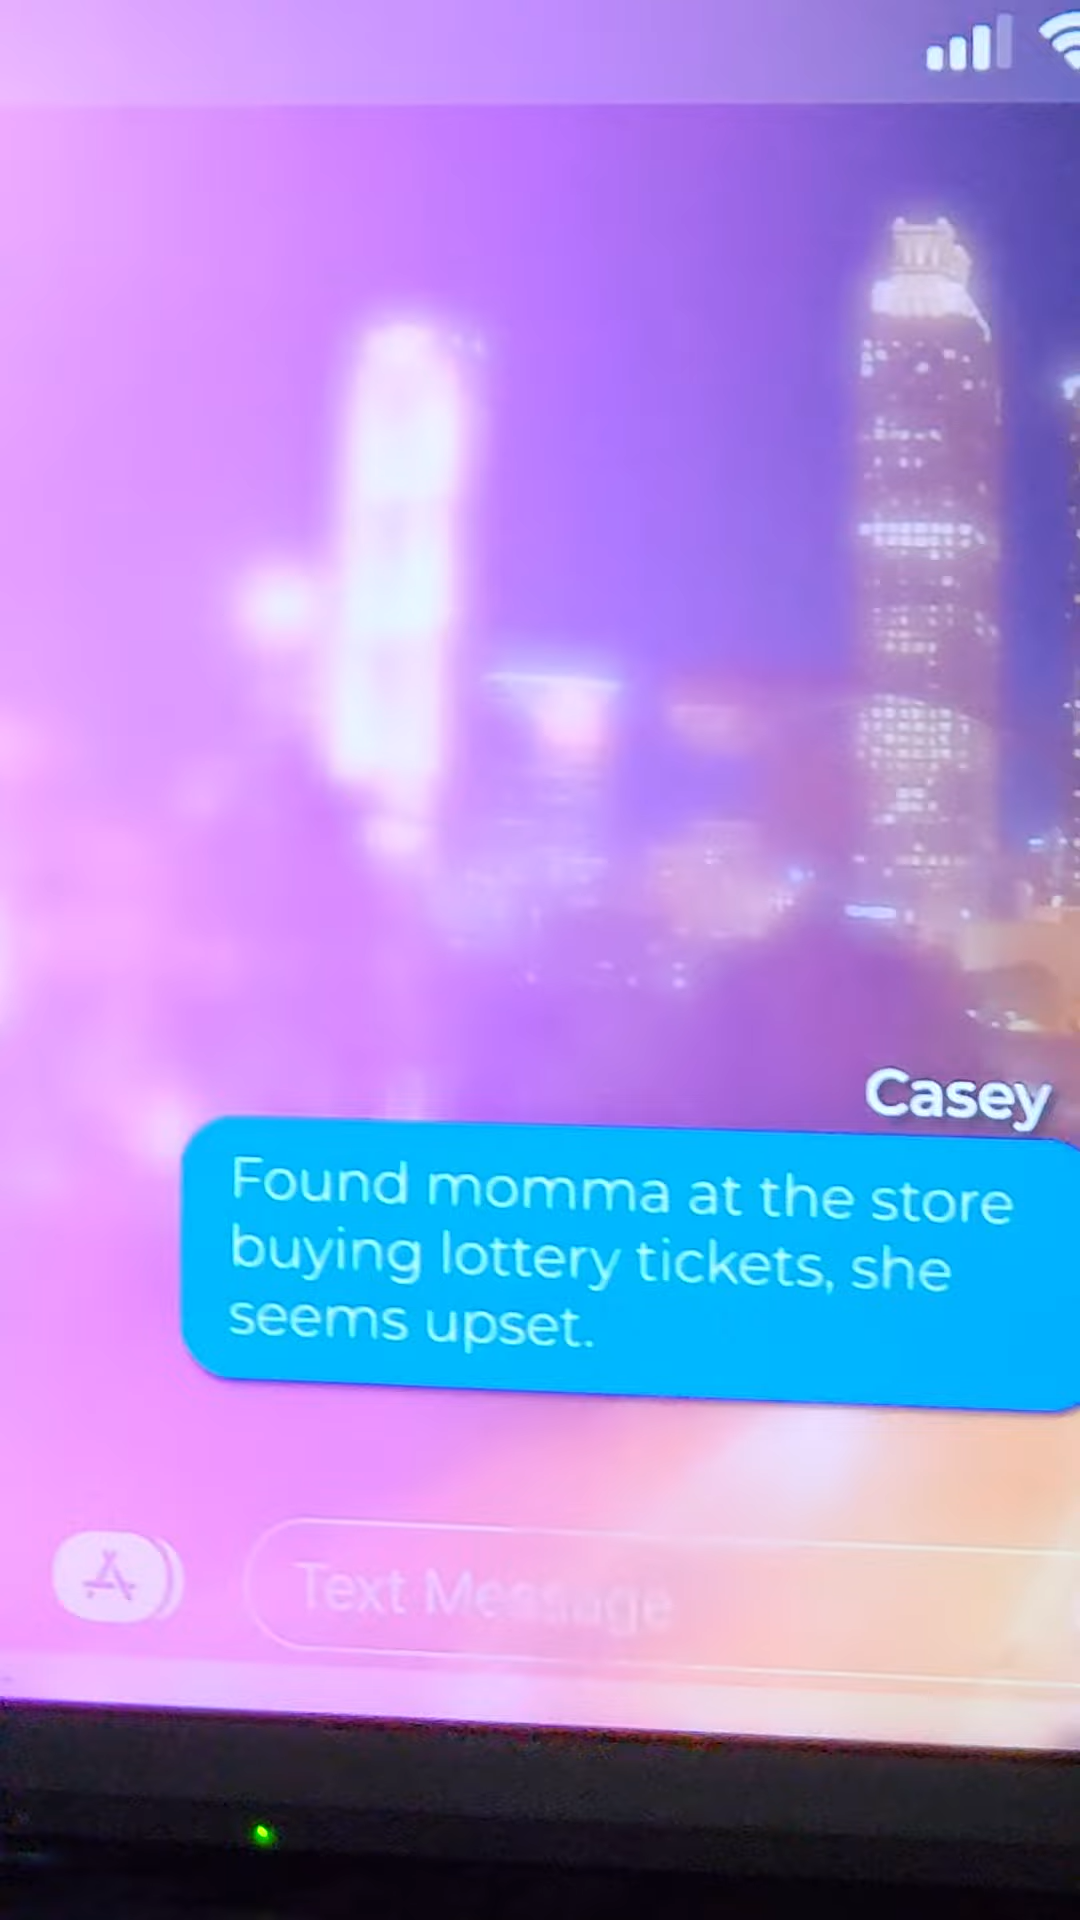 Casey
Found momma at the store
buying lottery tickets, she
seems upset.
Text Message